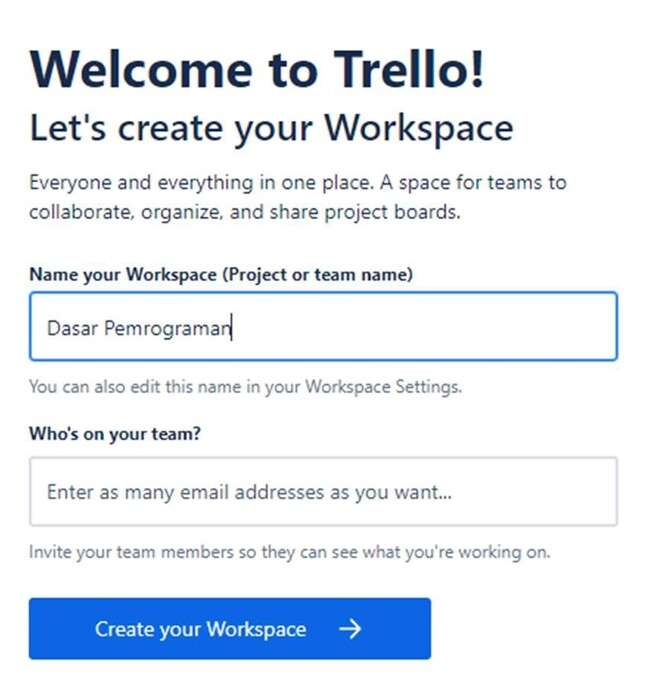 Welcome to Trello!
Let's create your Workspace
Everyone and everything in one place. A space for teams to
collaborate, organize, and share project boards.
Name your Workspace (Project or team name)
Dasar Pemrograman
You can also edit this name in your Workspace Settings.
Who's on your team?
Enter as many email addresses as you want...
Invite your team members so they can see what you're working on.
Create your Workspace →